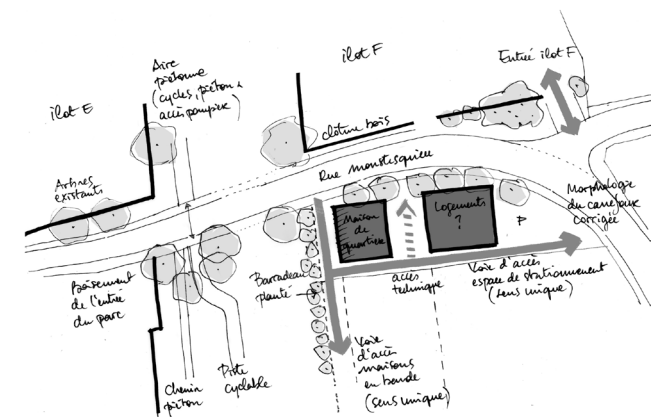 ilot E
Aire
piétonne
(cycles, piéton &
accès pompiers)
ilot F
Entrée ilot F
clôture bois
Rue montesquieu
Arbres
existants
Maison
de
quartier
Logements
?
P
Morphologie
du carrefour
corrigée
Boisement
de l'entrée
du parc
Barreaudeau
planté
accès
technique
Voie d'accès
espace de stationnement
(sens unique)
chemin
piéton
Piste
cyclable
Voie
d'accès
maisons
en bande
(sens unique)